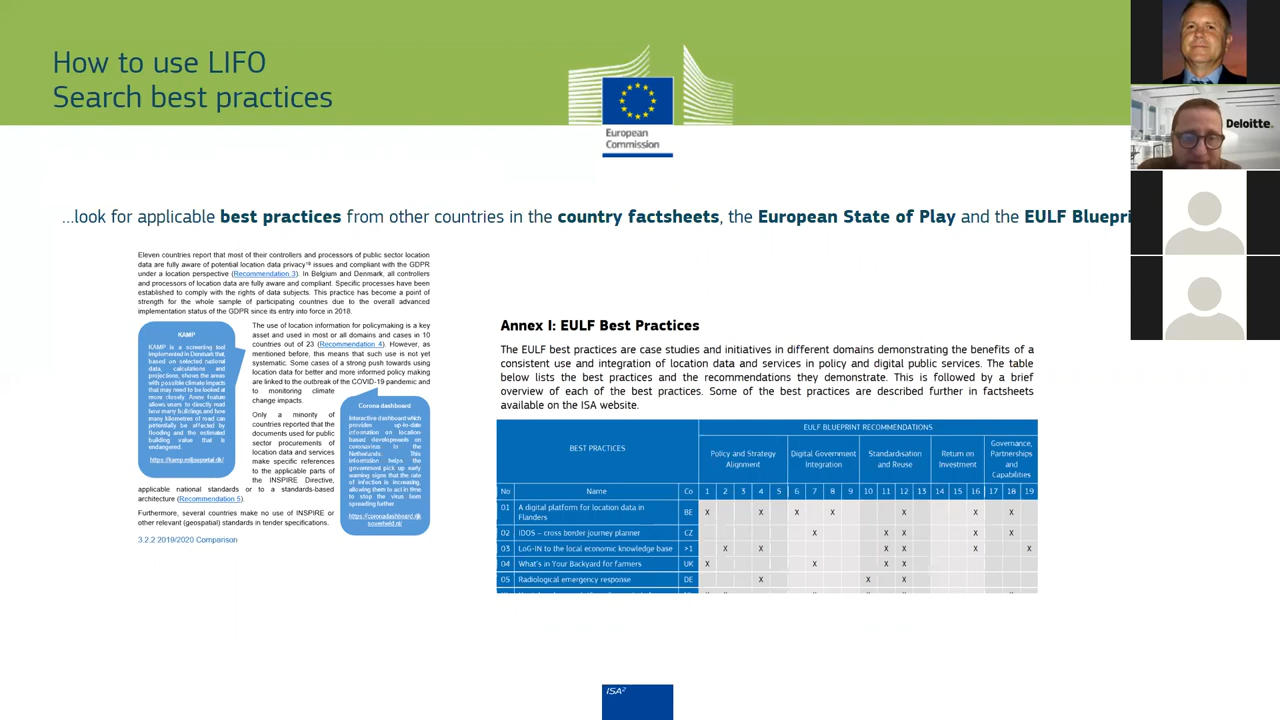 How to use LIFO
Search best practices
European
Commission
Deloitte.
...look for applicable best practices from other countries in the country factsheets, the European State of Play and the EULF Bluepri
Eleven countries report that most of their controllers and processors of public sector location
data are fully aware of potential location data privacy¹⁹ issues and compliant with the GDPR
under a location perspective (Recommendation 3). In Belgium and Denmark, all controllers
and processors of location data are fully aware and compliant. Specific processes have been
established to comply with the rights of data subjects. This practice has become a point of
strength for the whole sample of participating countries due to the overall advanced
implementation status of the GDPR since its entry into force in 2018.
KAMP
KAMP is a screening tool
implemented in Denmark that,
based on selected national
data, calculations and
projections, shows the areas
with possible climate impacts
that may need to be looked at
more closely. A new feature
allows users to directly read
how many buildings and how
many kilometres of road can
potentially be affected by
flooding and the estimated
building value that is
endangered.
https://kamp.miljoeportal.dk/
The use of location information for policymaking is a key
asset and used in most or all domains and cases in 10
countries out of 23 (Recommendation 4). However, as
mentioned before, this means that such use is not yet
systematic. Some cases of a strong push towards using
location data for better and more informed policy making
are linked to the outbreak of the COVID-19 pandemic and
to monitoring climate
change impacts.
Only a minority of
countries reported that the
documents used for public
sector procurements of
location data and services
make specific references
to the applicable parts of
the INSPIRE Directive,
applicable national standards or to a standards-based
architecture (Recommendation 5).
Corona dashboard
Interactive dashboard which
provides up-to-date
information on location-
based developments on
coronavirus in the
Netherlands. This
information helps the
government pick up early
warning signs that the rate
of infection is increasing,
allowing them to act in time
to stop the virus from
spreading further
https://coronadashboard.rijk
soverheid.nl/
Furthermore, several countries make no use of INSPIRE or
other relevant (geospatial) standards in tender specifications.
3.2.2 2019/2020 Comparison
Annex I: EULF Best Practices
The EULF best practices are case studies and initiatives in different domains demonstrating the benefits of a
consistent use and integration of location data and services in policy and digital public services. The table
below lists the best practices and the recommendations they demonstrate. This is followed by a brief
overview of each of the best practices. Some of the best practices are described further in factsheets
available on the ISA website.
BEST PRACTICES
EULF BLUEPRINT RECOMMENDATIONS
Policy and Strategy
Alignment
Digital Government
Integration
Standardisation
and Reuse
Return on
Investment
Governance,
Partnerships
and
Capabilities
No Name Co 1 2 3 4 5 6 7 8 9 10 11 12 13 14 15 16 17 18 19
01 A digital platform for location data in
Flanders BE X X X X X X X
02 IDOS – cross border journey planner CZ X X X X X
03 LoG-IN to the local economic knowledge base >1 X X X X X X
04 What's in Your Backyard for farmers UK X X X X
05 Radiological emergency response DE X X X
ISA²